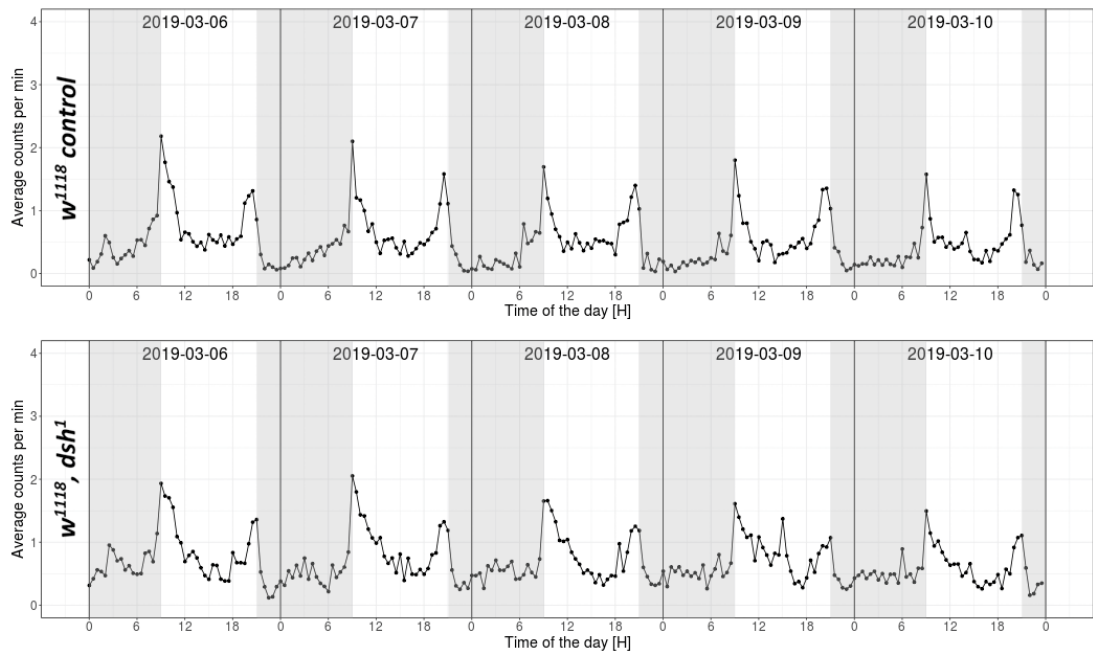 2019-03-06 2019-03-07 2019-03-08 2019-03-09 2019-03-10
4
3
2
1
0
Average counts per min
w¹¹¹⁸ control
0 6 12 18 0 6 12 18 0 6 12 18 0 6 12 18 0 6 12 18 0
Time of the day [H]
2019-03-06 2019-03-07 2019-03-08 2019-03-09 2019-03-10
4
3
2
1
0
Average counts per min
w¹¹¹⁸, dsh¹
0 6 12 18 0 6 12 18 0 6 12 18 0 6 12 18 0 6 12 18 0
Time of the day [H]